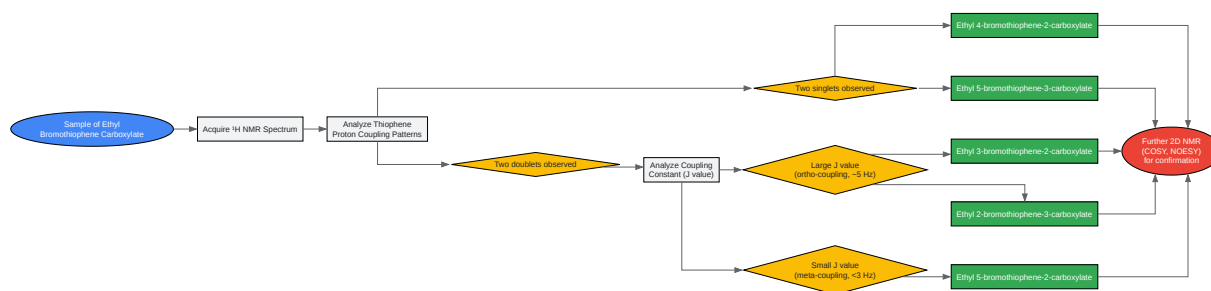 Sample of Ethyl
Bromothiophene Carboxylate
Acquire ¹H NMR Spectrum
Analyze Thiophene
Proton Coupling Patterns
Two singlets observed
Ethyl 4-bromothiophene-2-carboxylate
Ethyl 5-bromothiophene-3-carboxylate
Two doublets observed
Analyze Coupling
Constant (J value)
Large J value
(ortho-coupling, ~5 Hz)
Ethyl 3-bromothiophene-2-carboxylate
Ethyl 2-bromothiophene-3-carboxylate
Small J value
(meta-coupling, <3 Hz)
Ethyl 5-bromothiophene-2-carboxylate
Further 2D NMR
(COSY, NOESY)
for confirmation